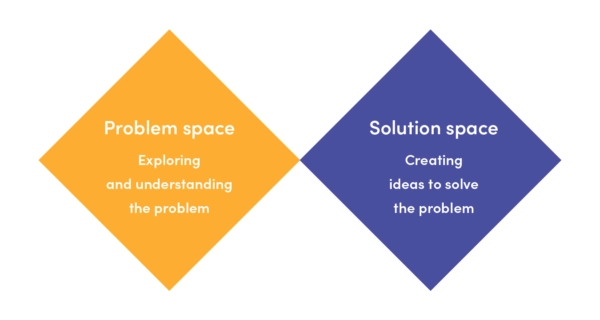 Problem space
Exploring
and understanding
the problem
Solution space
Creating
ideas to solve
the problem